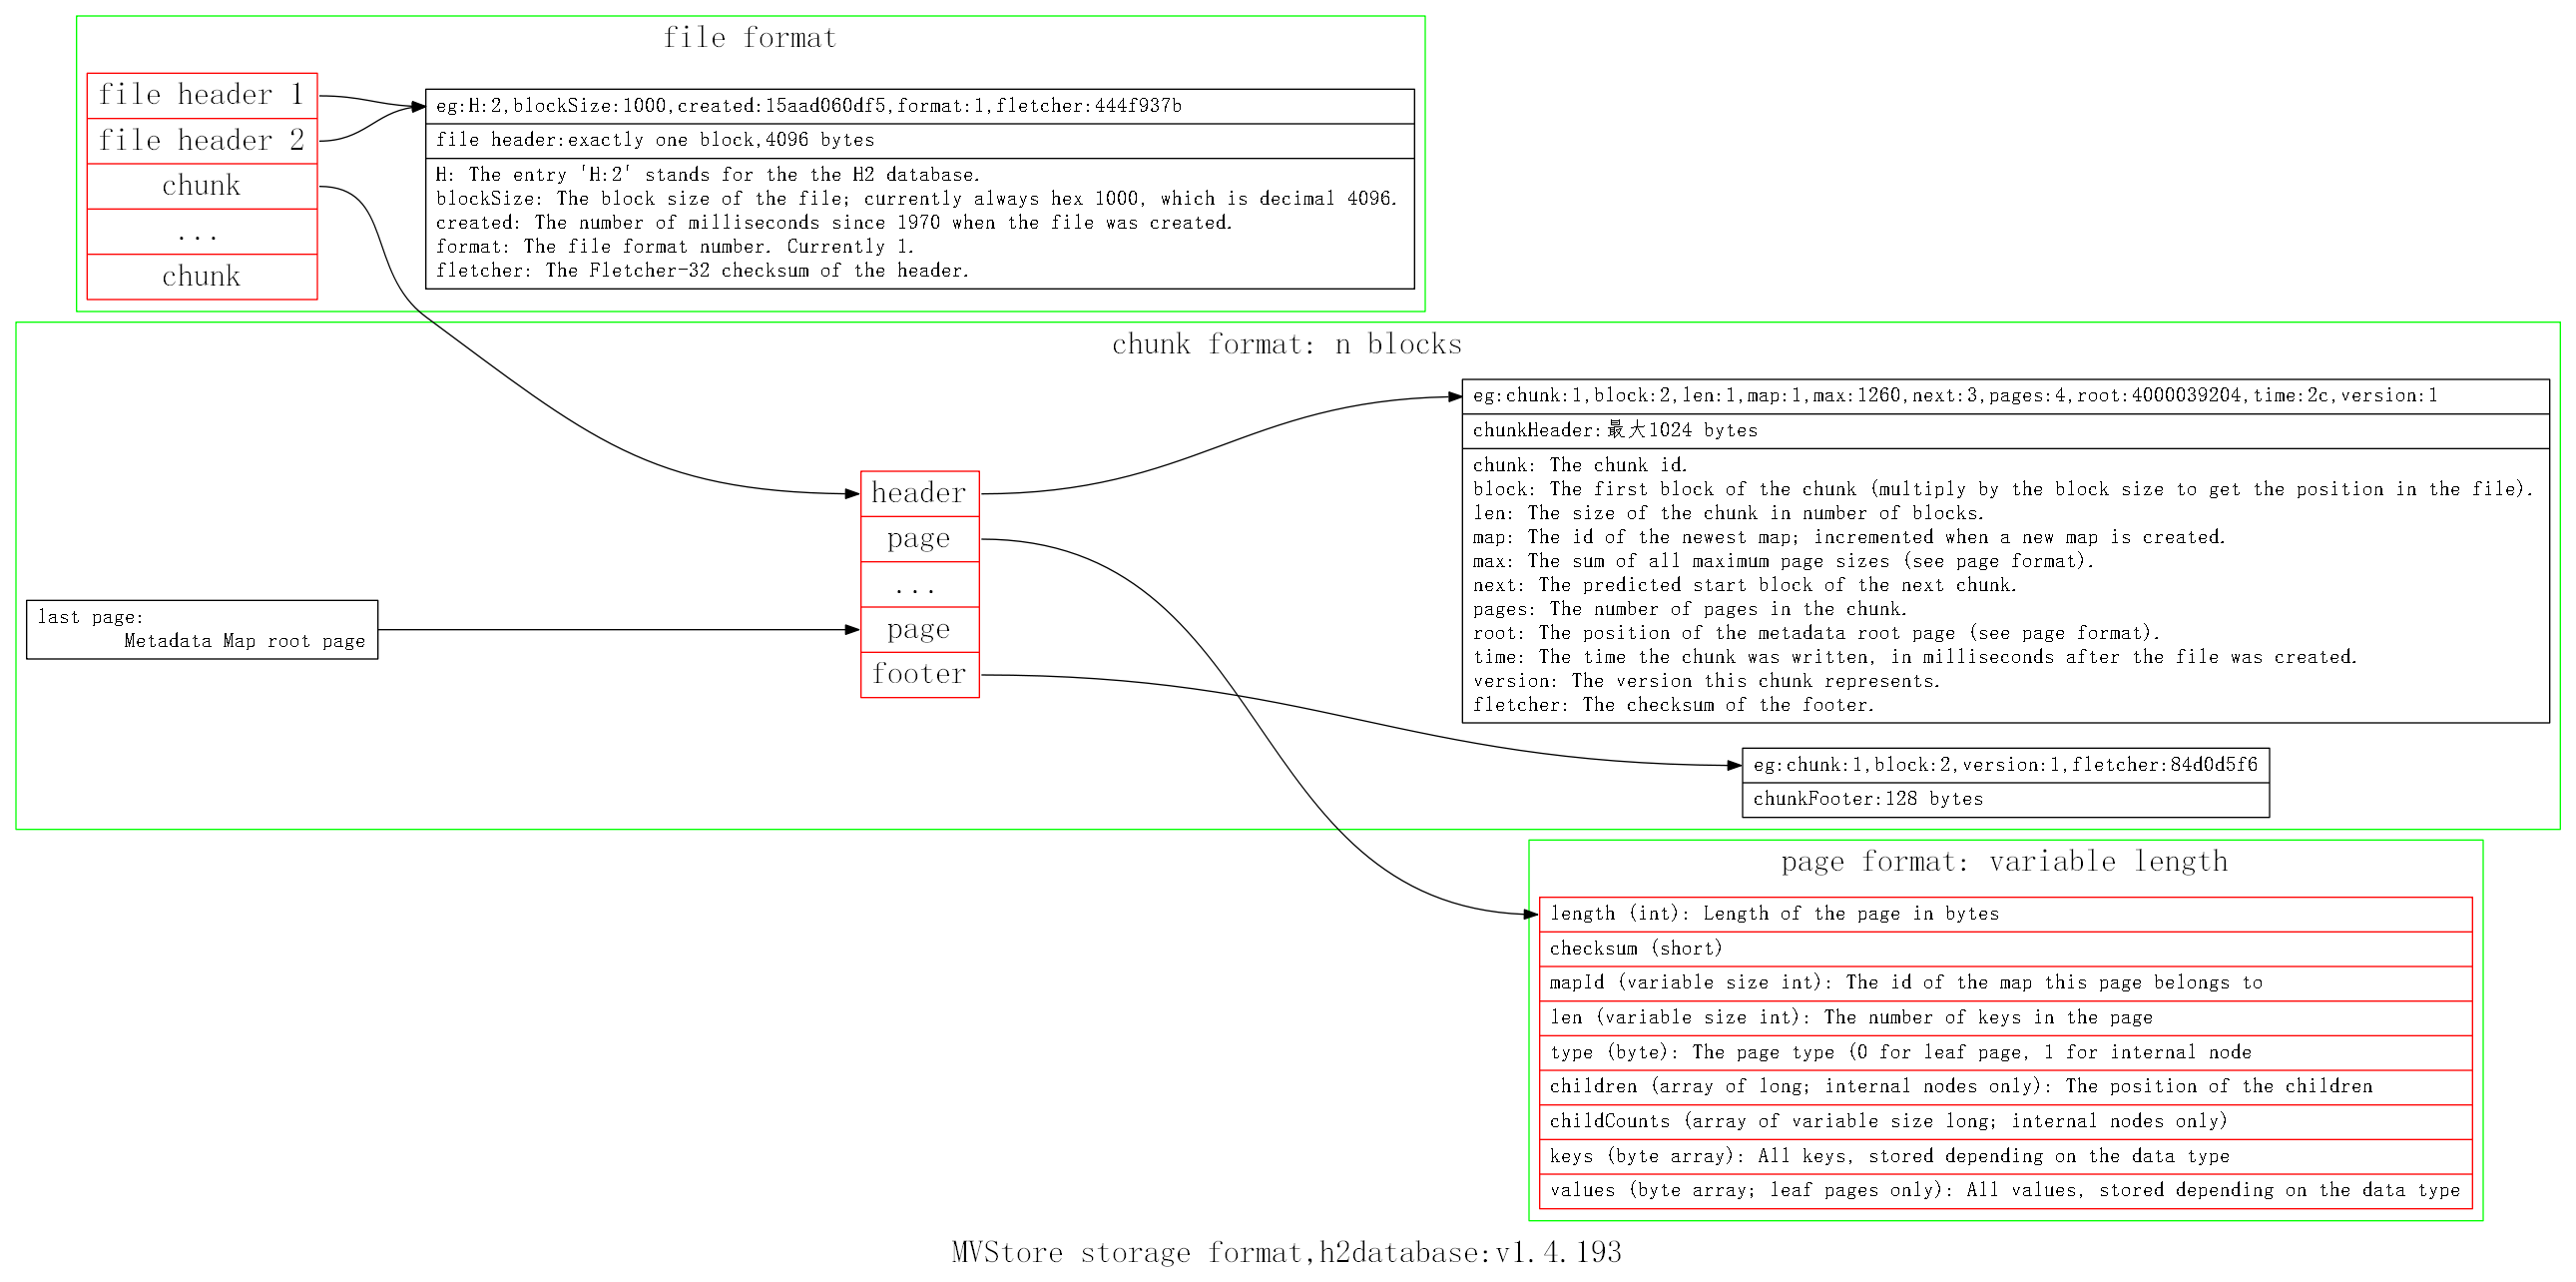 file format
file header 1
file header 2
chunk
...
chunk
eg:H:2,blockSize:1000,created:15aad060df5,format:1,fletcher:444f937b
file header:exactly one block,4096 bytes
H: The entry 'H:2' stands for the the H2 database.
blockSize: The block size of the file; currently always hex 1000, which is decimal 4096.
created: The number of milliseconds since 1970 when the file was created.
format: The file format number. Currently 1.
fletcher: The Fletcher-32 checksum of the header.
chunk format: n blocks
last page:
Metadata Map root page
header
page
...
page
footer
eg:chunk:1,block:2,len:1,map:1,max:1260,next:3,pages:4,root:4000039204,time:2c,version:1
chunkHeader:最大1024 bytes
chunk: The chunk id.
block: The first block of the chunk (multiply by the block size to get the position in the file).
len: The size of the chunk in number of blocks.
map: The id of the newest map; incremented when a new map is created.
max: The sum of all maximum page sizes (see page format).
next: The predicted start block of the next chunk.
pages: The number of pages in the chunk.
root: The position of the metadata root page (see page format).
time: The time the chunk was written, in milliseconds after the file was created.
version: The version this chunk represents.
fletcher: The checksum of the footer.
eg:chunk:1,block:2,version:1,fletcher:84d0d5f6
chunkFooter:128 bytes
page format: variable length
length (int): Length of the page in bytes
checksum (short)
mapId (variable size int): The id of the map this page belongs to
len (variable size int): The number of keys in the page
type (byte): The page type (0 for leaf page, 1 for internal node
children (array of long; internal nodes only): The position of the children
childCounts (array of variable size long; internal nodes only)
keys (byte array): All keys, stored depending on the data type
values (byte array; leaf pages only): All values, stored depending on the data type
MVStore storage format,h2database:v1.4.193